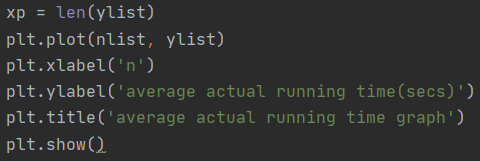 xp = len(ylist)
plt.plot(nlist, ylist)
plt.xlabel('n')
plt.ylabel('average actual running time(secs)')
plt.title('average actual running time graph')
plt.show()